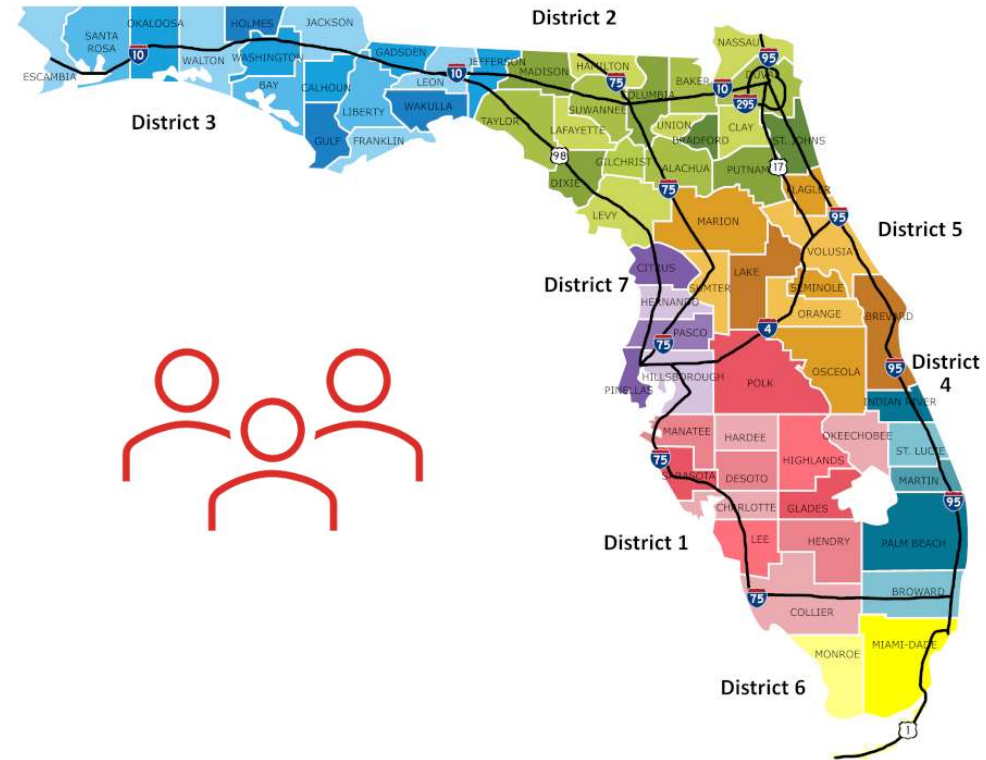 District 2
District 3
District 5
District 7
District
4
District 1
District 6
ESCAMBIA
SANTA
ROSA
OKALOOSA
WALTON
HOLMES
WASHINGTON
JACKSON
BAY
CALHOUN
GULF
LIBERTY
GADSDEN
FRANKLIN
LEON
WAKULLA
JEFFERSON
MADISON
TAYLOR
HAMILTON
SUWANNEE
LAFAYETTE
DIXIE
COLUMBIA
GILCHRIST
LEVY
BAKER
UNION
BRADFORD
ALACHUA
NASSAU
DUVAL
CLAY
PUTNAM
ST. JOHNS
FLAGLER
MARION
VOLUSIA
LAKE
SUMTER
SEMINOLE
ORANGE
BREVARD
OSCEOLA
CITRUS
HERNANDO
PASCO
PINELLAS
HILLSBOROUGH
POLK
MANATEE
HARDEE
HIGHLANDS
OKEECHOBEE
SARASOTA
DESOTO
CHARLOTTE
GLADES
LEE
HENDRY
COLLIER
INDIAN RIVER
ST. LUCIE
MARTIN
PALM BEACH
BROWARD
MIAMI-DADE
MONROE
10
10
75
10
95
295
98
17
75
95
75
4
95
75
95
75
1